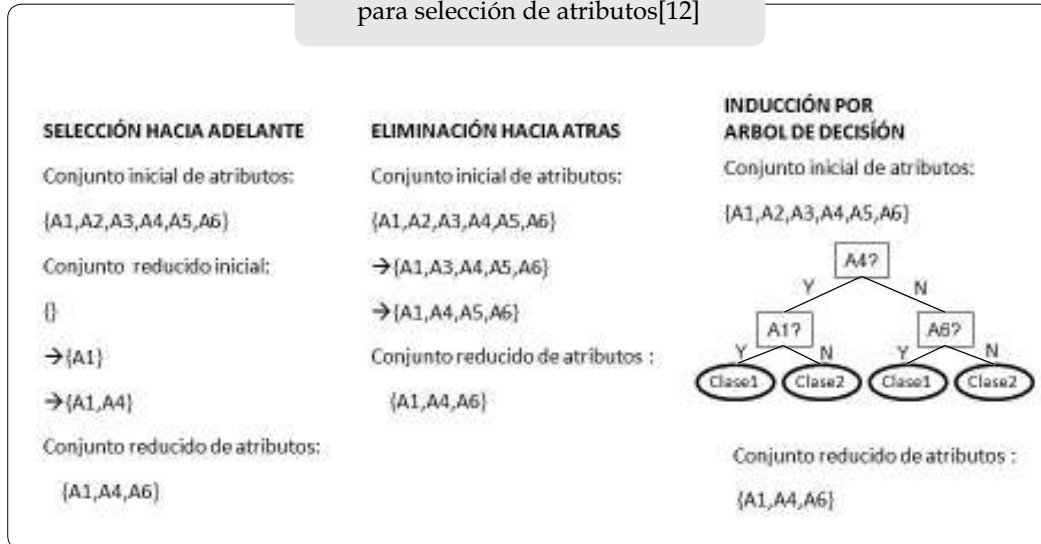 para selección de atributos[12]
SELECCIÓN HACIA ADELANTE
Conjunto inicial de atributos:
{A1,A2,A3,A4,A5,A6}
Conjunto reducido inicial:
{}
→{A1}
→{A1,A4}
Conjunto reducido de atributos:
{A1,A4,A6}
ELIMINACIÓN HACIA ATRAS
Conjunto inicial de atributos:
{A1,A2,A3,A4,A5,A6}
→{A1,A3,A4,A5,A6}
→{A1,A4,A5,A6}
Conjunto reducido de atributos :
{A1,A4,A6}
INDUCCIÓN POR
ARBOL DE DECISÍON
Conjunto inicial de atributos:
{A1,A2,A3,A4,A5,A6}
A4?
Y N
A1? A6?
Y N Y N
Clase1 Clase2 Clase1 Clase2
Conjunto reducido de atributos :
{A1,A4,A6}